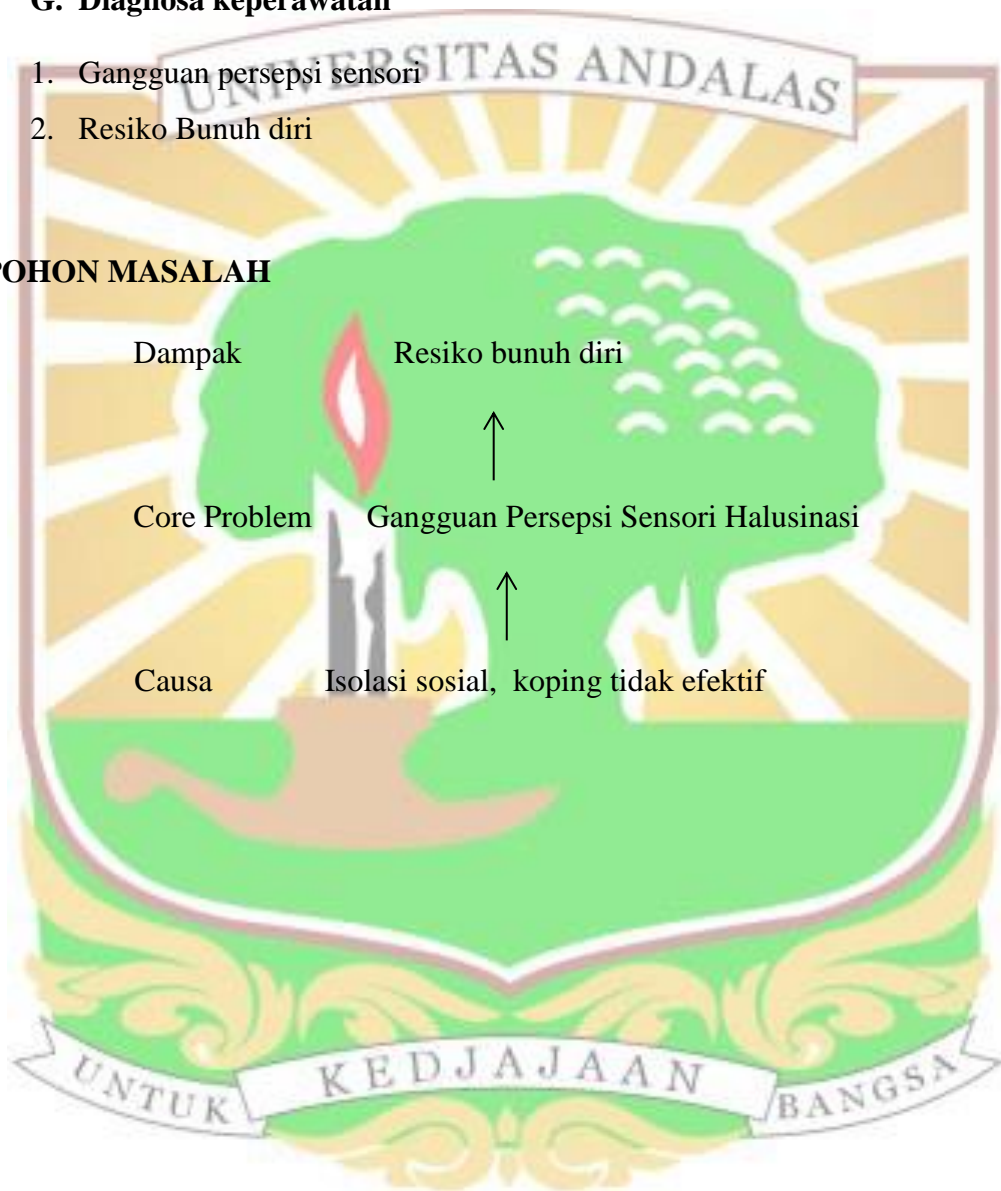 G. Diagnosa keperawatan
UNIVERSITAS ANDALAS
1. Gangguan persepsi sensori
2. Resiko Bunuh diri
POHON MASALAH
Dampak Resiko bunuh diri
Core Problem Gangguan Persepsi Sensori Halusinasi
Causa Isolasi sosial, koping tidak efektif
UNTUK KEDJAJAAN BANGSA